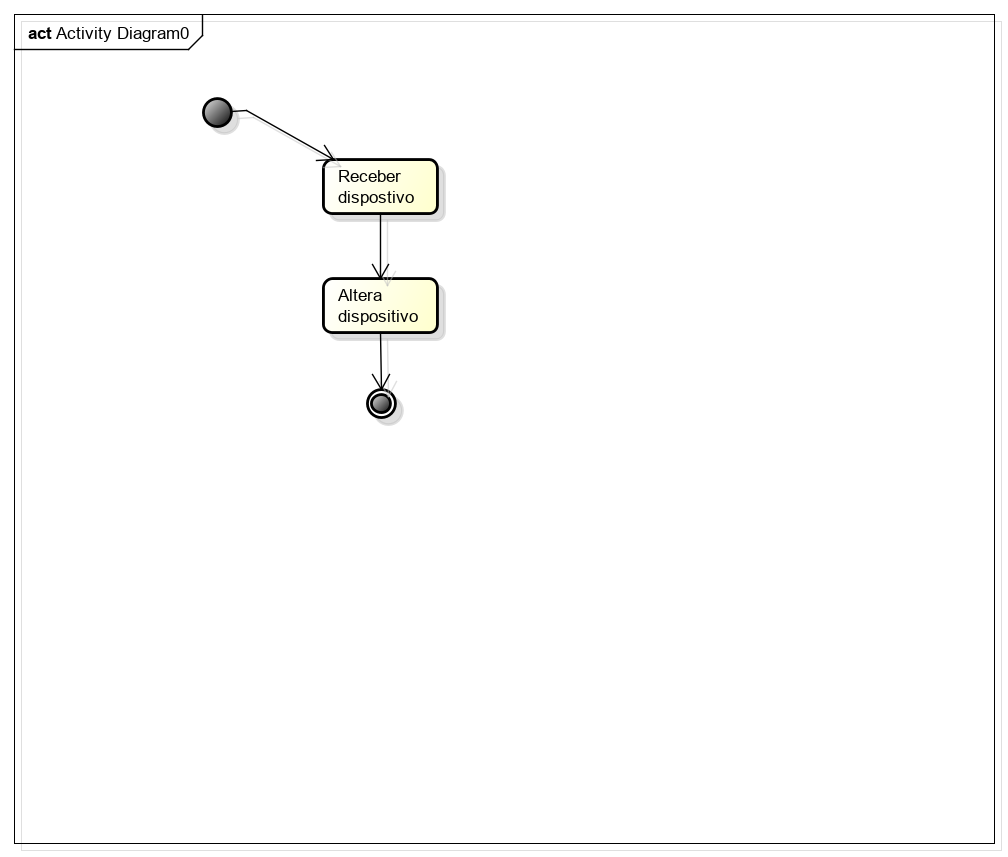 act Activity Diagram0
Receber
dispostivo
Altera
dispositivo